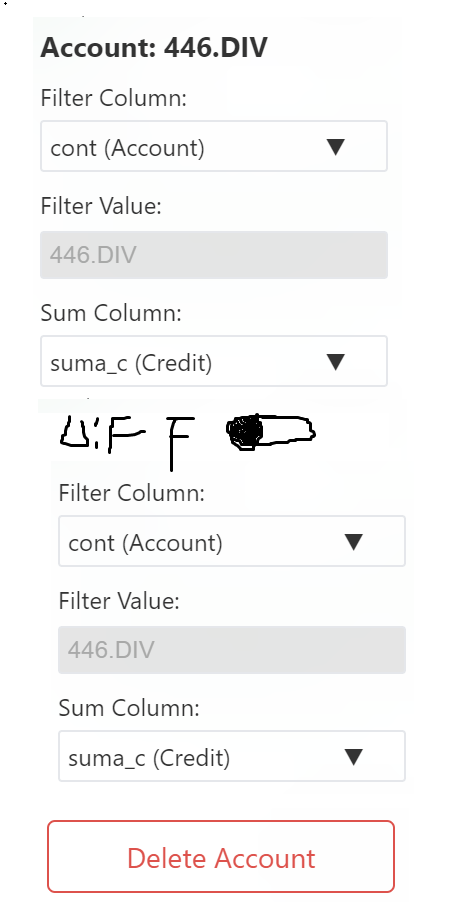 Account: 446.DIV
Filter Column:
cont (Account)
Filter Value:
446.DIV
Sum Column:
suma_c (Credit)
DIFF
Filter Column:
cont (Account)
Filter Value:
446.DIV
Sum Column:
suma_c (Credit)
Delete Account